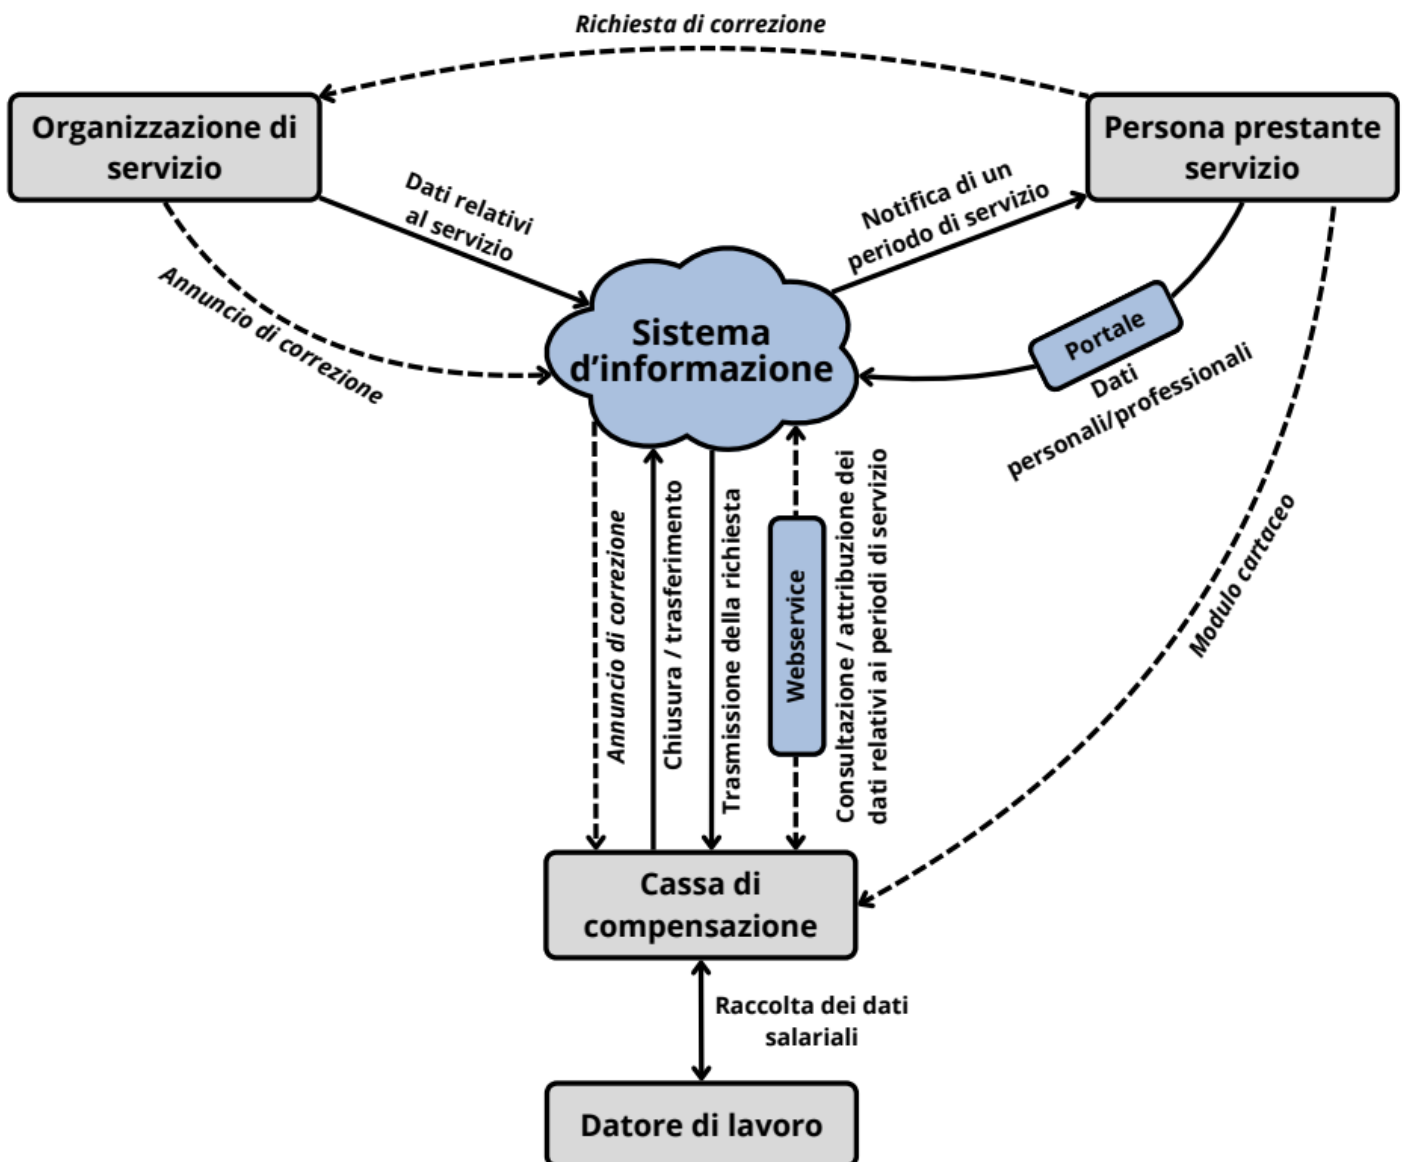 Richiesta di correzione
Organizzazione di
servizio
Persona prestante
servizio
Dati relativi
al servizio
Notifica di un
periodo di servizio
Annuncio di correzione
Sistema
d’informazione
Portale
Dati
personali/professionali
Annuncio di correzione
Chiusura / trasferimento
Trasmissione della richiesta
Webservice
Consultazione / attribuzione dei
dati relativi ai periodi di servizio
Modulo cartaceo
Cassa di
compensazione
Raccolta dei dati
salariali
Datore di lavoro